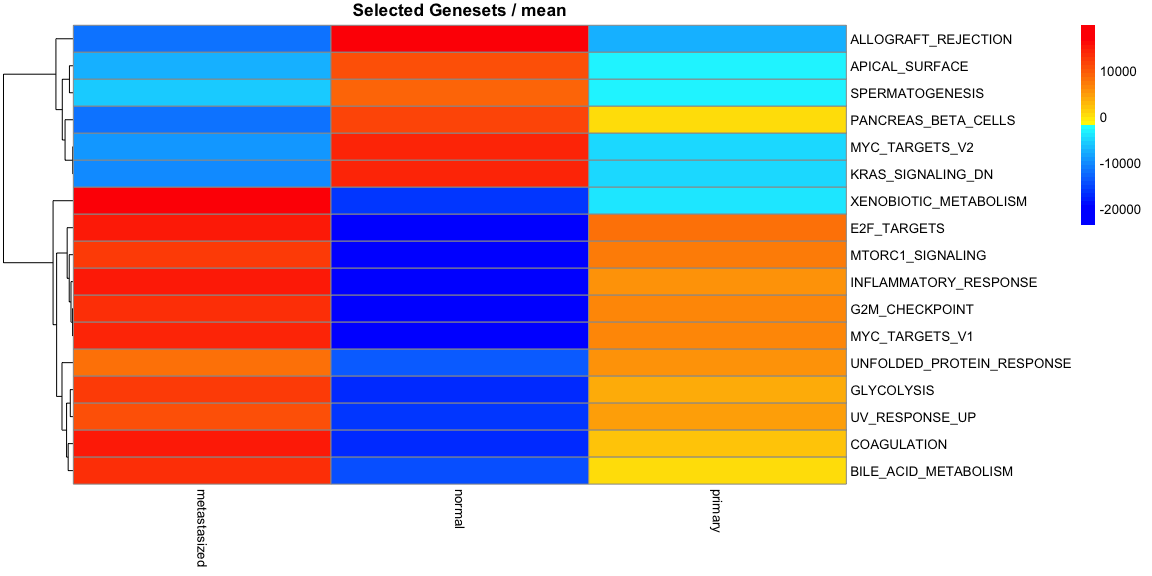 Selected Genesets / mean
ALLOGRAFT_REJECTION
APICAL_SURFACE
SPERMATOGENESIS
PANCREAS_BETA_CELLS
MYC_TARGETS_V2
KRAS_SIGNALING_DN
XENOBIOTIC_METABOLISM
E2F_TARGETS
MTORC1_SIGNALING
INFLAMMATORY_RESPONSE
G2M_CHECKPOINT
MYC_TARGETS_V1
UNFOLDED_PROTEIN_RESPONSE
GLYCOLYSIS
UV_RESPONSE_UP
COAGULATION
BILE_ACID_METABOLISM
10000
0
-10000
-20000
metastasized
normal
primary